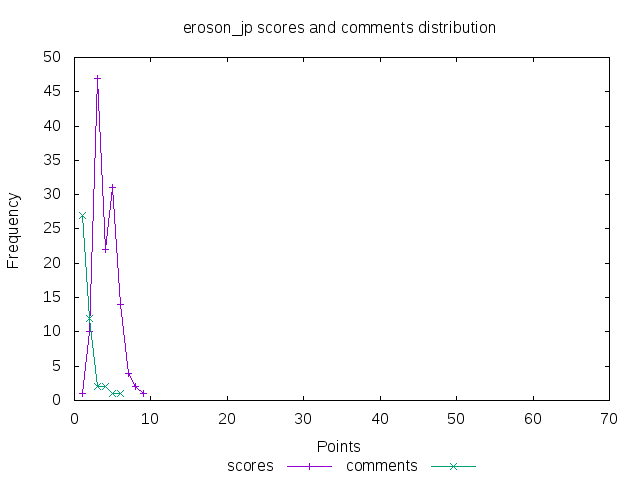 eroson_jp scores and comments distribution
50
45
40
35
30
25
20
15
10
5
0
Frequency
0 10 20 30 40 50 60 70
Points
scores comments